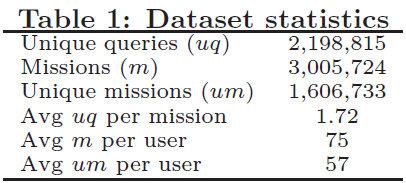 Table 1: Dataset statistics
Unique queries (uq) 2,198,815
Missions (m) 3,005,724
Unique missions (um) 1,606,733
Avg uq per mission 1.72
Avg m per user 75
Avg um per user 57